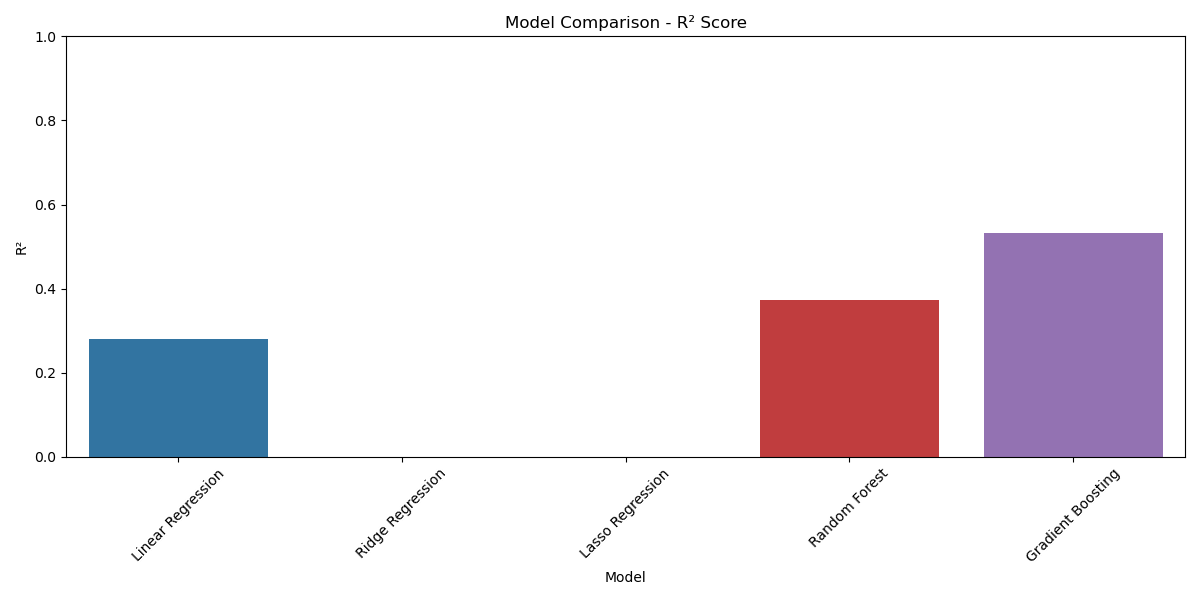 Model Comparison - R² Score
1.0
0.8
0.6
0.4
0.2
0.0
R²
Linear Regression
Ridge Regression
Lasso Regression
Random Forest
Gradient Boosting
Model